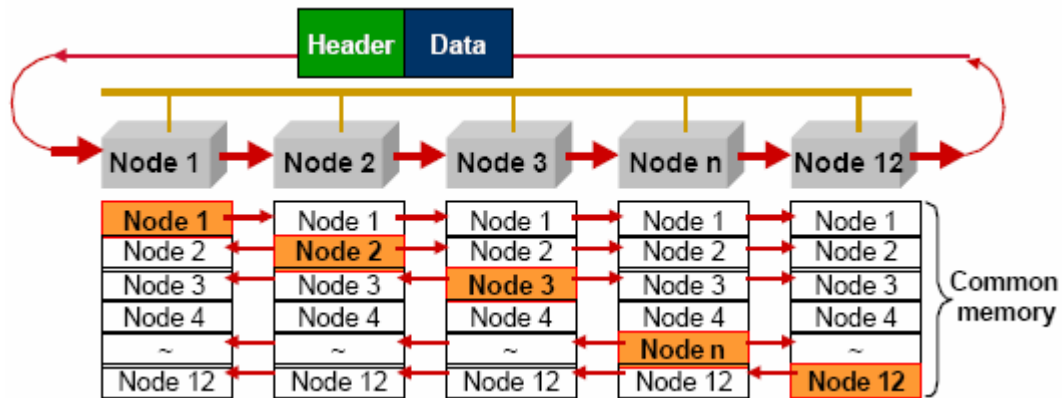 Header Data
Node 1 Node 2 Node 3 Node n Node 12
Node 1 Node 1 Node 1 Node 1 Node 1
Node 2 Node 2 Node 2 Node 2 Node 2
Node 3 Node 3 Node 3 Node 3 Node 3
Node 4 Node 4 Node 4 Node 4 Node 4
~ ~ ~ Node n ~
Node 12 Node 12 Node 12 Node 12 Node 12
Common
memory